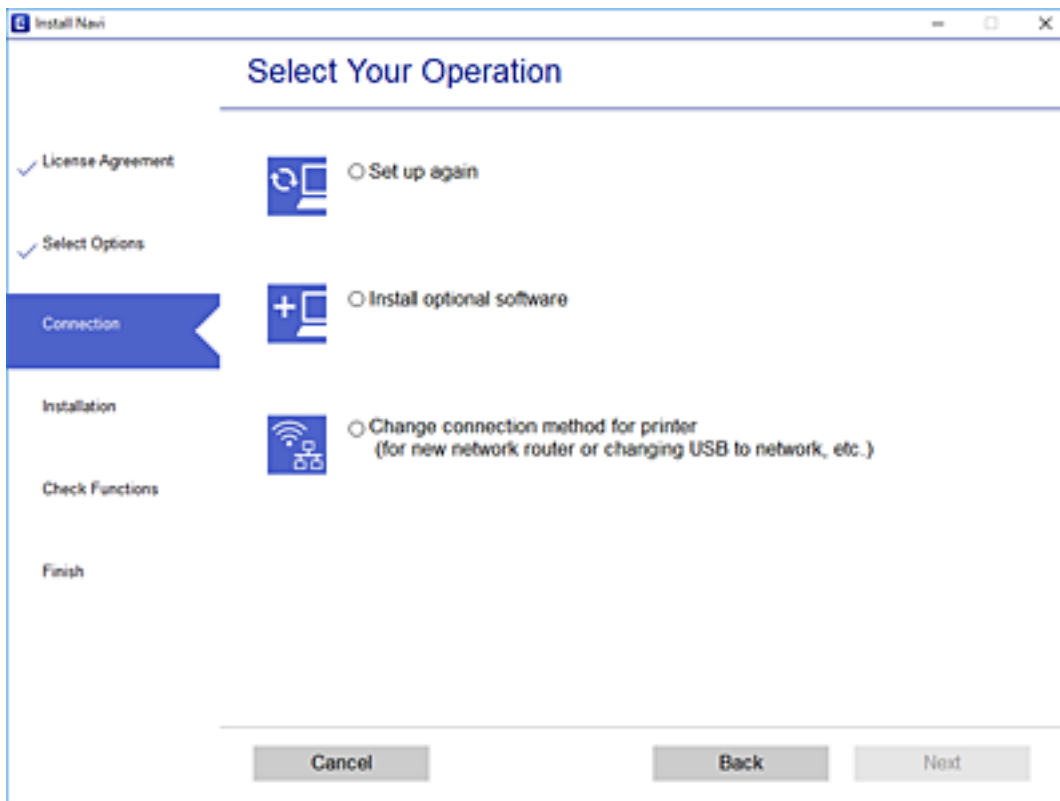 Install Navi
Select Your Operation
License Agreement
Select Options
Connection
Installation
Check Functions
Finish
Set up again
Install optional software
Change connection method for printer
(for new network router or changing USB to network, etc.)
Cancel
Back
Next